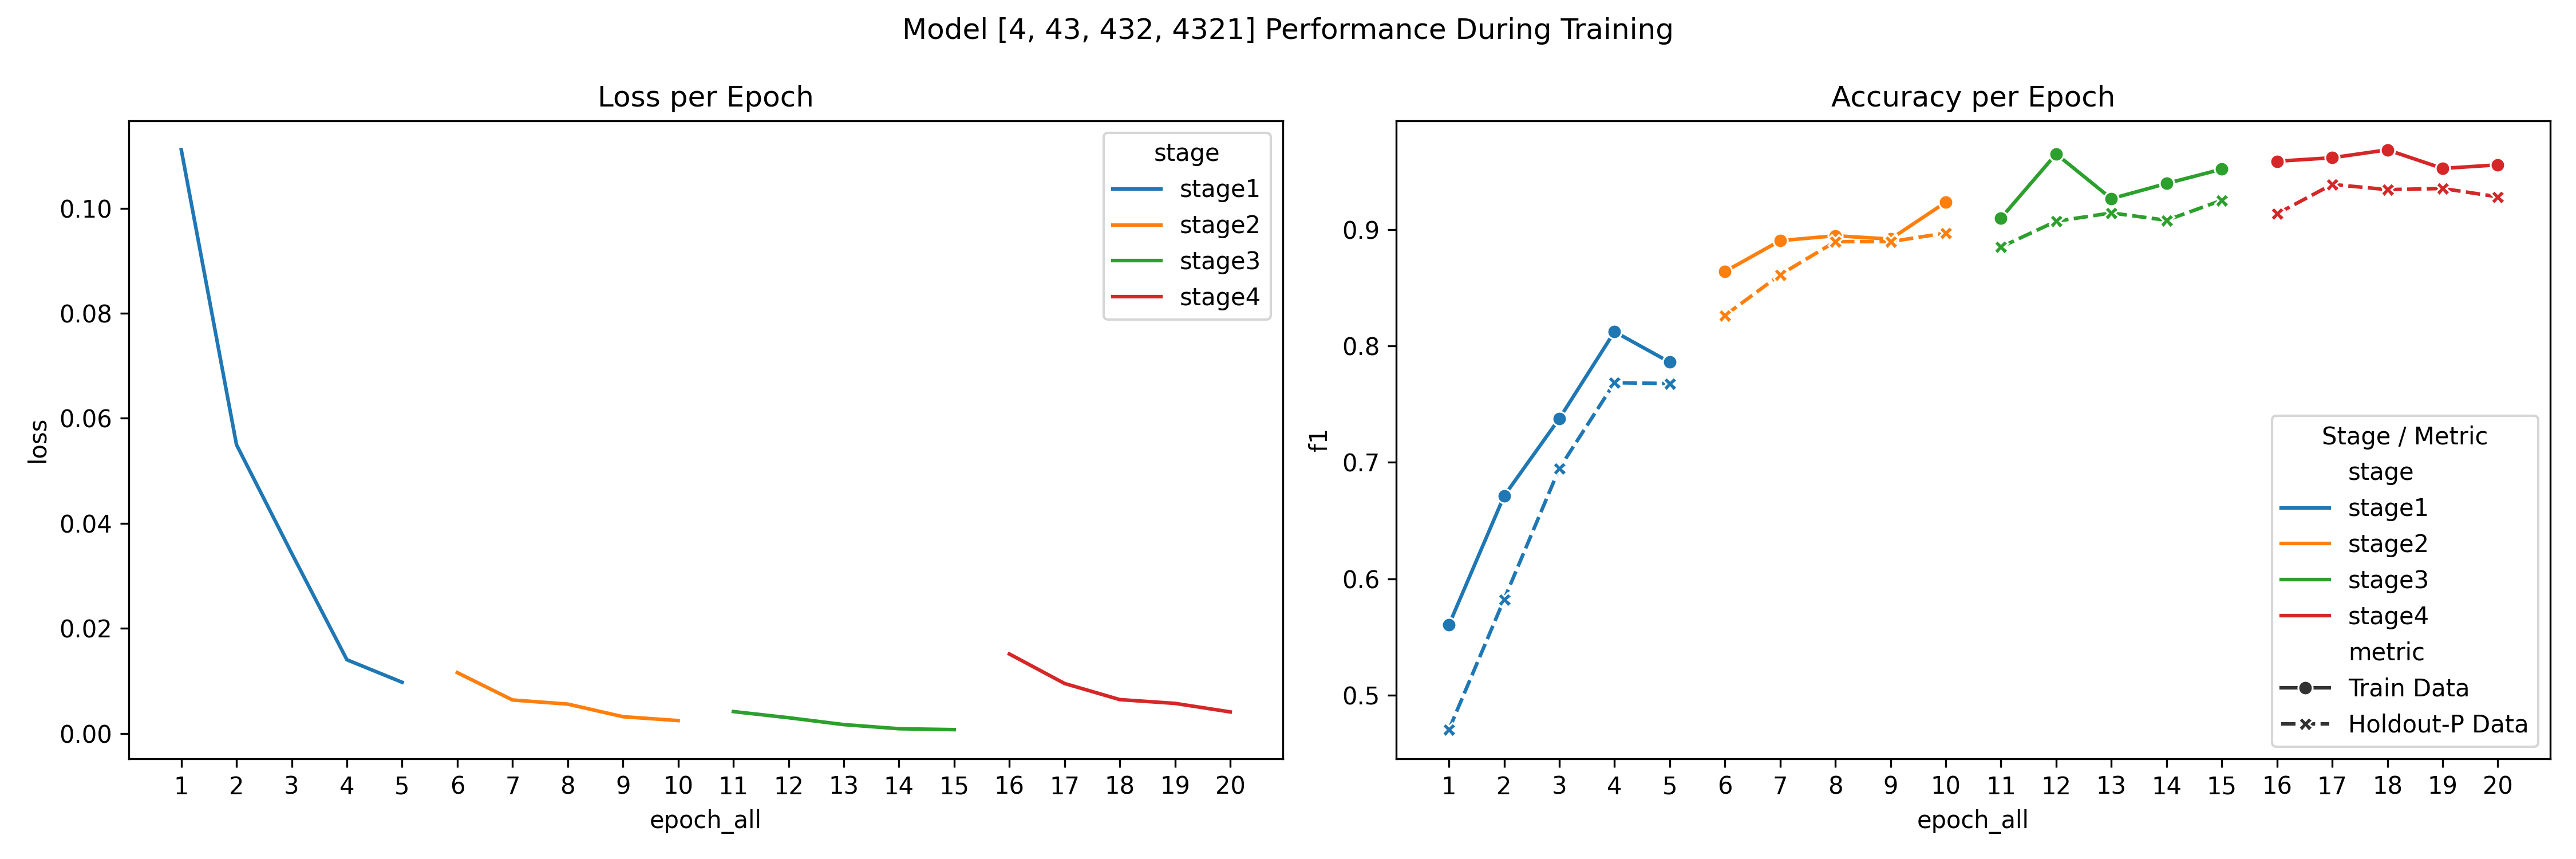 Model [4, 43, 432, 4321] Performance During Training
Loss per Epoch
loss
0.10
0.08
0.06
0.04
0.02
0.00
1 2 3 4 5 6 7 8 9 10 11 12 13 14 15 16 17 18 19 20
epoch_all
stage
stage1
stage2
stage3
stage4
Accuracy per Epoch
f1
0.9
0.8
0.7
0.6
0.5
1 2 3 4 5 6 7 8 9 10 11 12 13 14 15 16 17 18 19 20
epoch_all
Stage / Metric
stage
stage1
stage2
stage3
stage4
metric
Train Data
Holdout-P Data